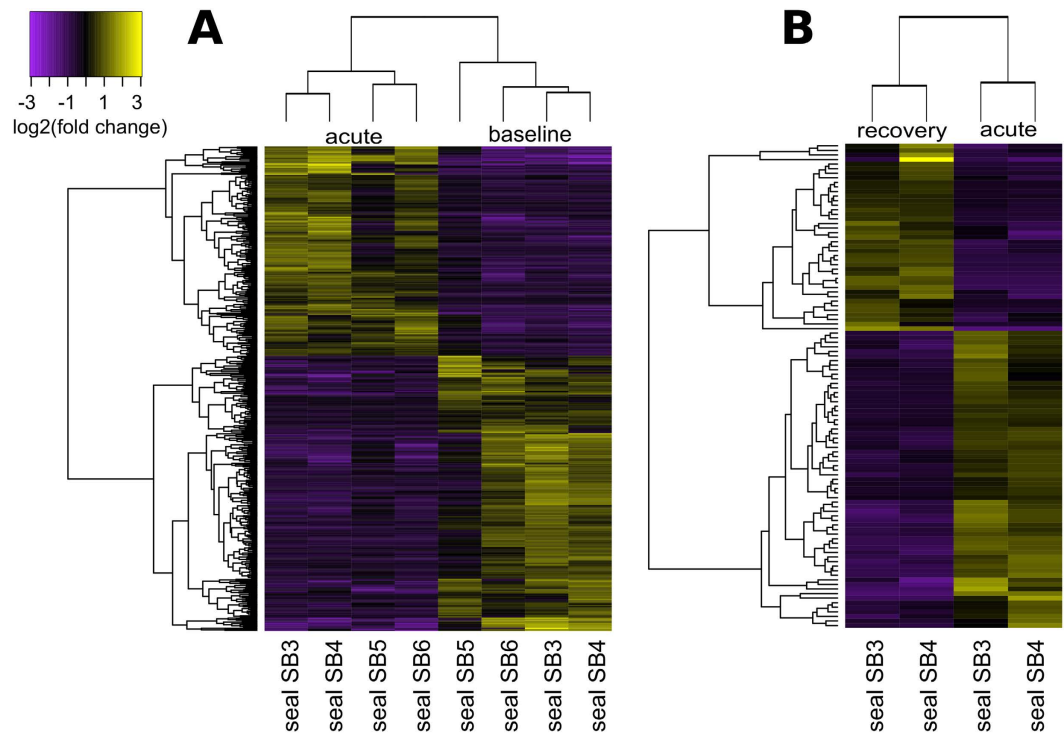 A
B
-3 -1 1 3
log2(fold change)
acute baseline
recovery acute
seal SB3
seal SB4
seal SB5
seal SB6
seal SB5
seal SB6
seal SB3
seal SB4
seal SB3
seal SB4
seal SB3
seal SB4